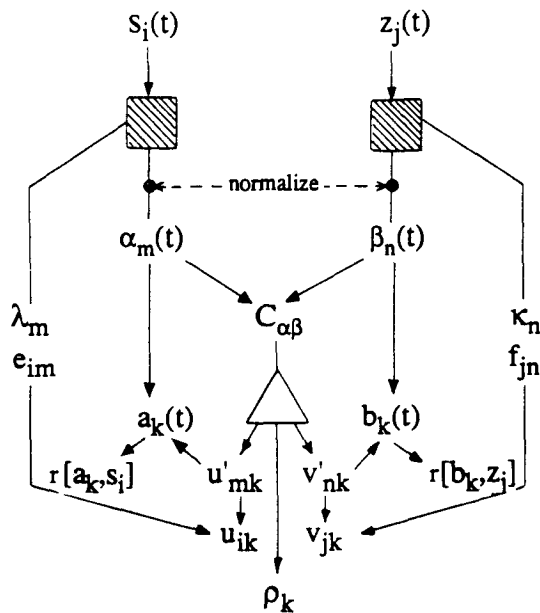 s_i(t) z_j(t)
normalize
α_m(t) β_n(t)
C_αβ
λ_m κ_n
e_im f_jn
a_k(t) b_k(t)
r[a_k,s_i] u'_mk v'_nk r[b_k,z_j]
u_ik v_jk
ρ_k